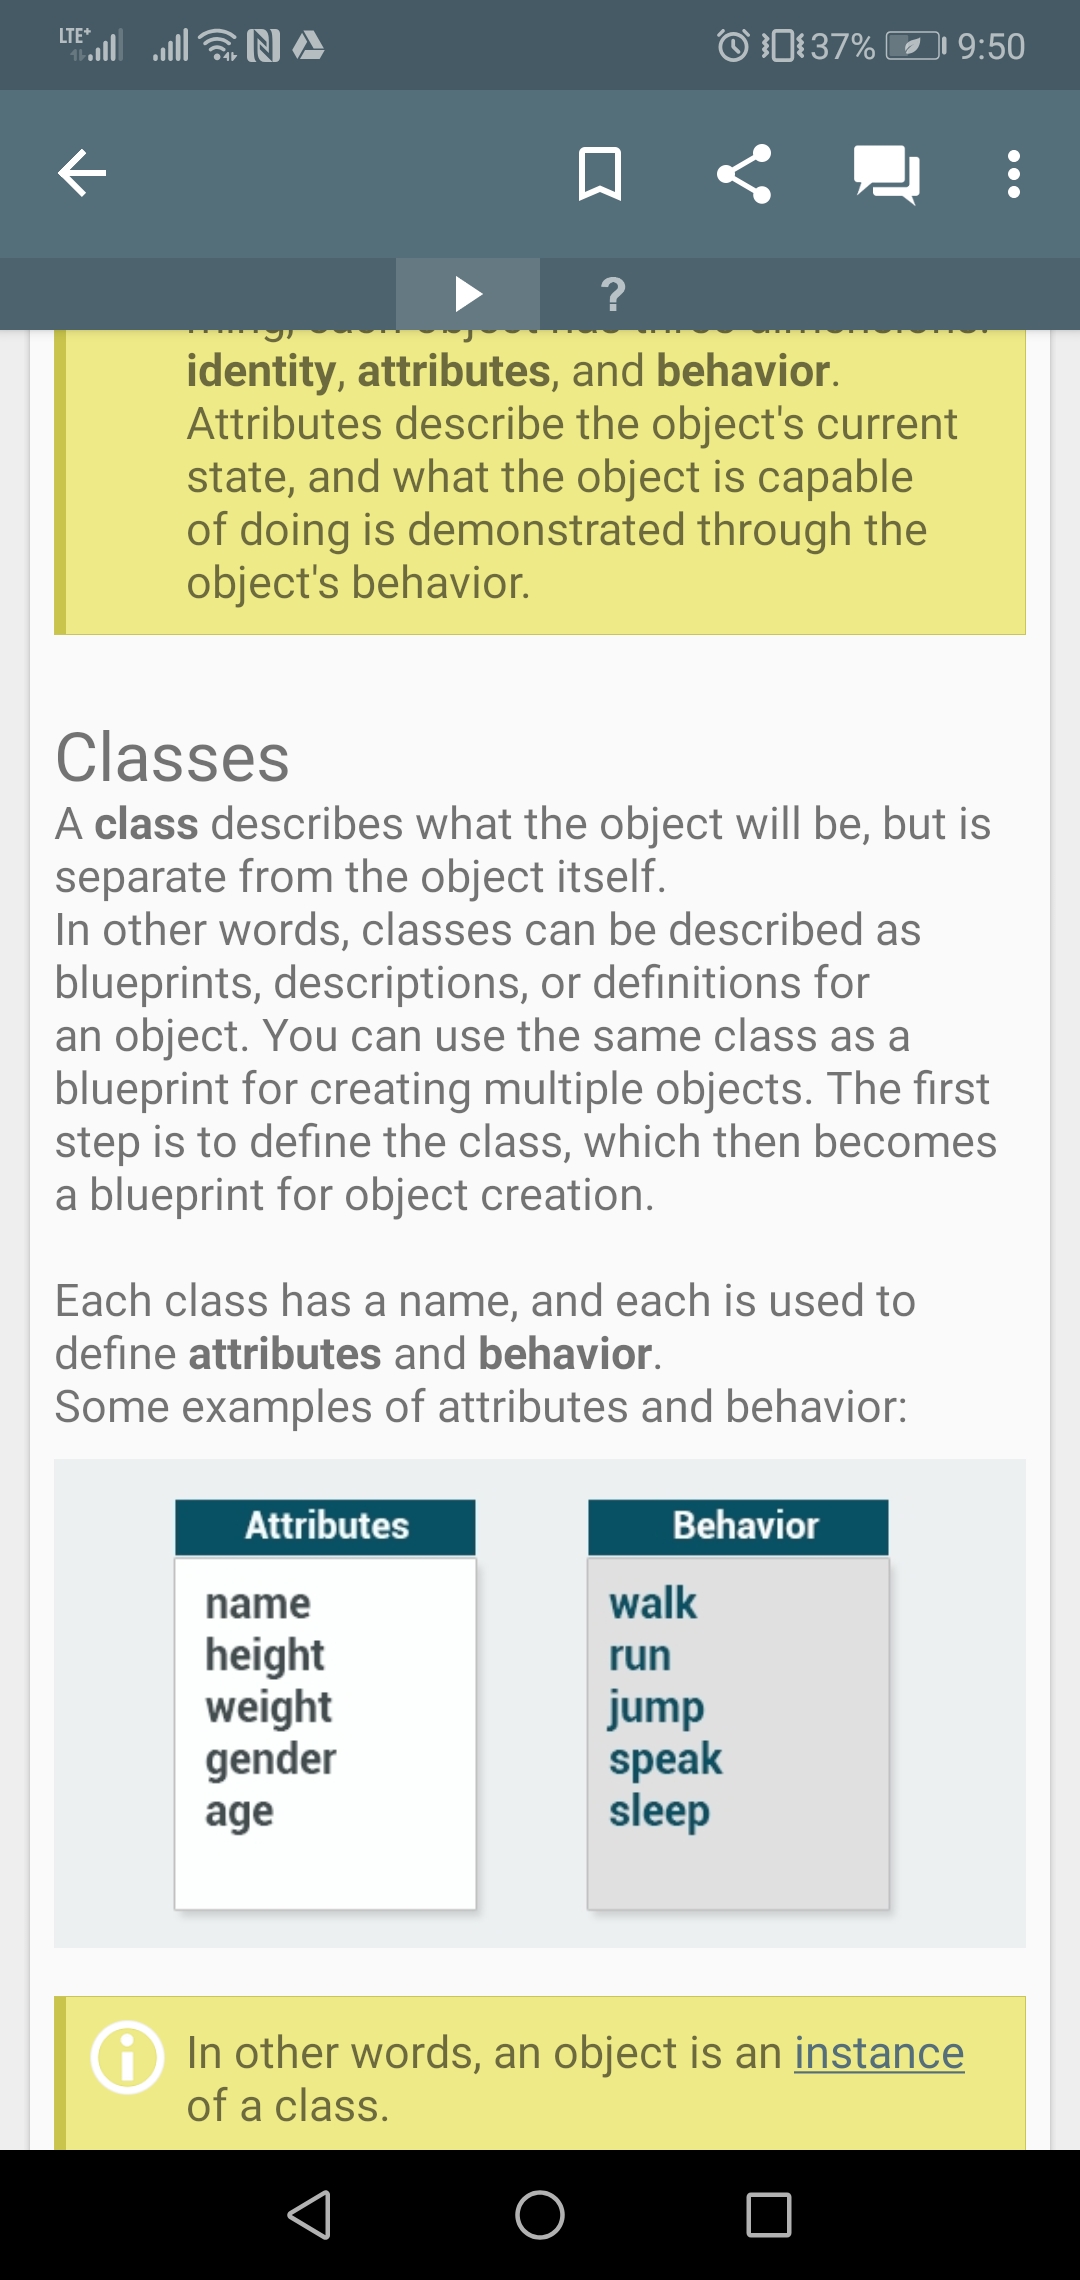 LTE+ 37% 9:50
?
identity, attributes, and behavior.
Attributes describe the object's current
state, and what the object is capable
of doing is demonstrated through the
object's behavior.
Classes
A class describes what the object will be, but is
separate from the object itself.
In other words, classes can be described as
blueprints, descriptions, or definitions for
an object. You can use the same class as a
blueprint for creating multiple objects. The first
step is to define the class, which then becomes
a blueprint for object creation.
Each class has a name, and each is used to
define attributes and behavior.
Some examples of attributes and behavior:
Attributes
name
height
weight
gender
age
Behavior
walk
run
jump
speak
sleep
In other words, an object is an instance
of a class.